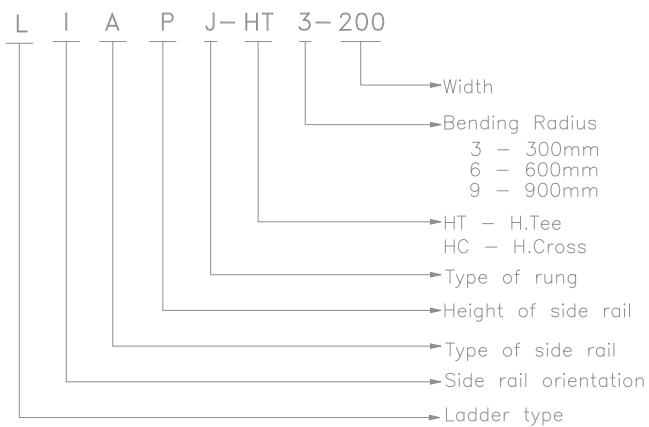 L I A P J-HT 3-200
Width
Bending Radius
3 - 300mm
6 - 600mm
9 - 900mm
HT - H.Tee
HC - H.Cross
Type of rung
Height of side rail
Type of side rail
Side rail orientation
Ladder type